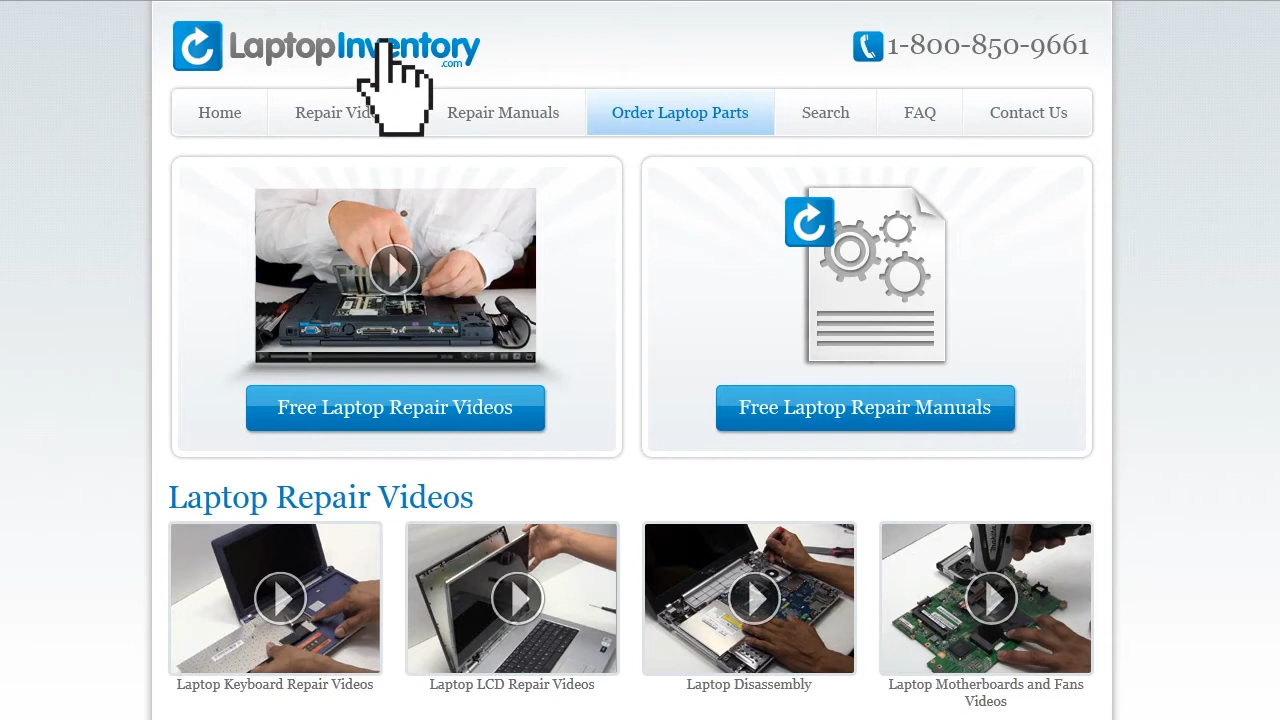 LaptopInventory
.com
1-800-850-9661
Home
Repair
Repair Manuals
Order Laptop Parts
Search
FAQ
Contact Us
Free Laptop Repair Videos
Free Laptop Repair Manuals
Laptop Repair Videos
Laptop Keyboard Repair Videos
Laptop LCD Repair Videos
Laptop Disassembly
Laptop Motherboards and Fans
Videos